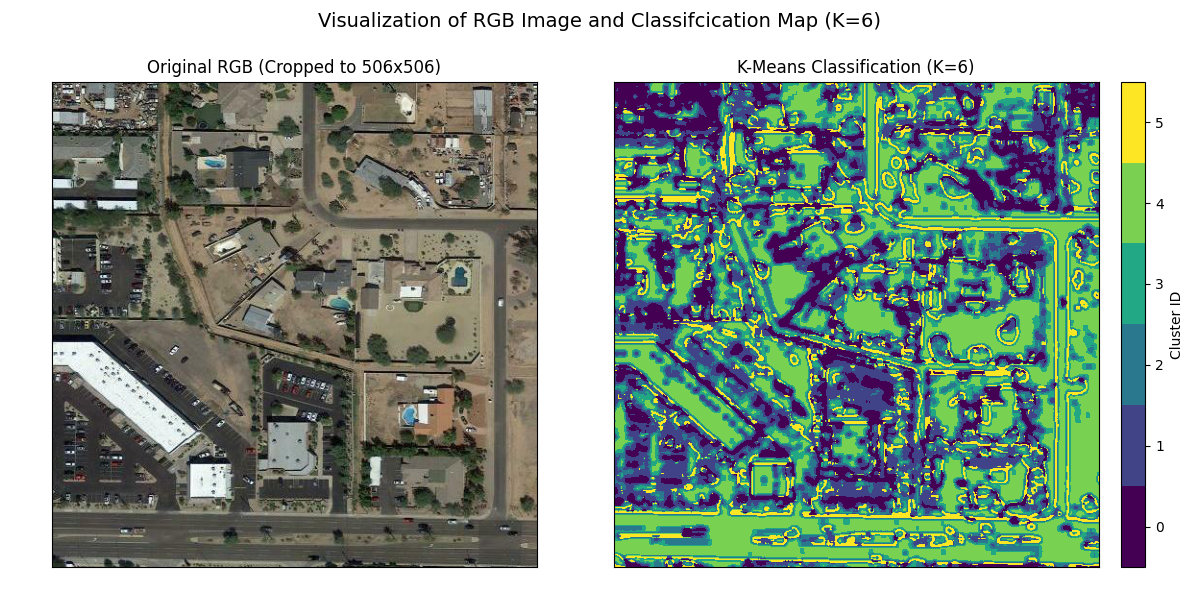 Visualization of RGB Image and Classifcication Map (K=6)
Original RGB (Cropped to 506x506)
K-Means Classification (K=6)
5
4
3
2
1
0
Cluster ID